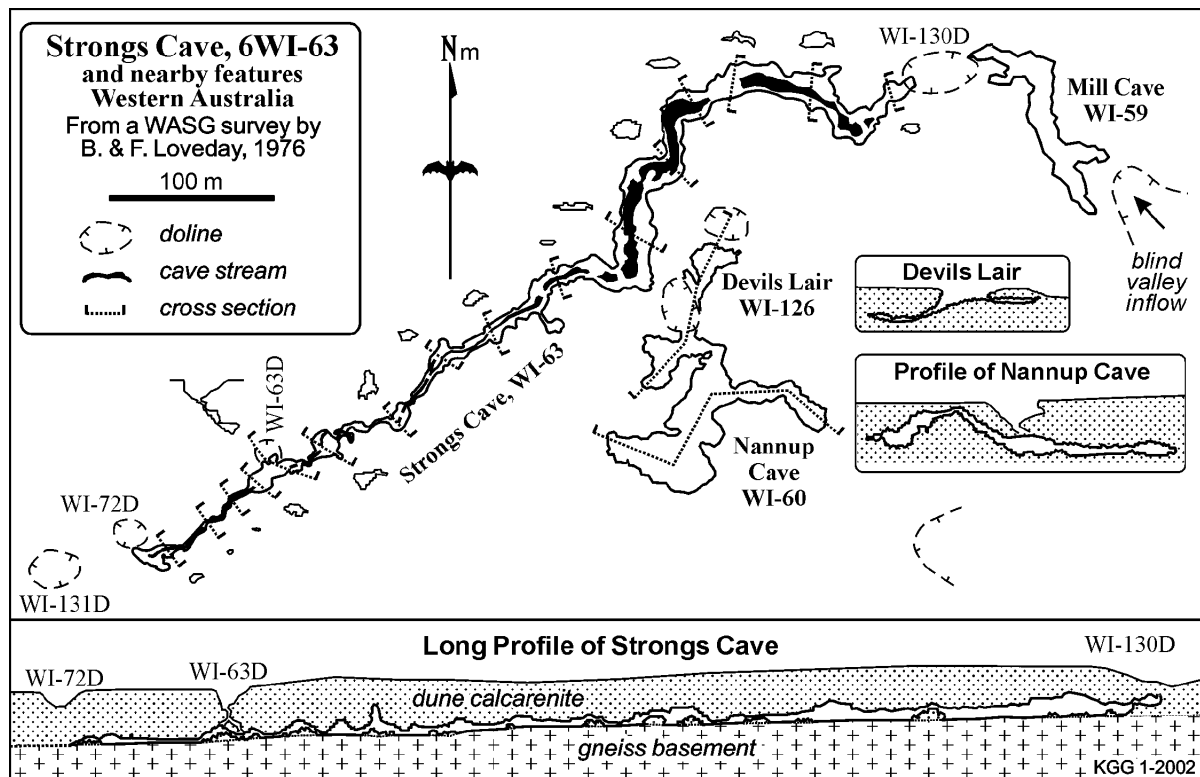 Strongs Cave, 6WI-63
and nearby features
Western Australia
From a WASG survey by
B. & F. Loveday, 1976
100 m
doline
cave stream
cross section
Nm
WI-130D
Mill Cave
WI-59
blind
valley
inflow
Devils Lair
WI-126
Devils Lair
Profile of Nannup Cave
Nannup
Cave
WI-60
Strongs Cave, WI-63
WI-63D
WI-72D
WI-131D
Long Profile of Strongs Cave
WI-72D
WI-63D
WI-130D
dune calcarenite
gneiss basement
KGG 1-2002